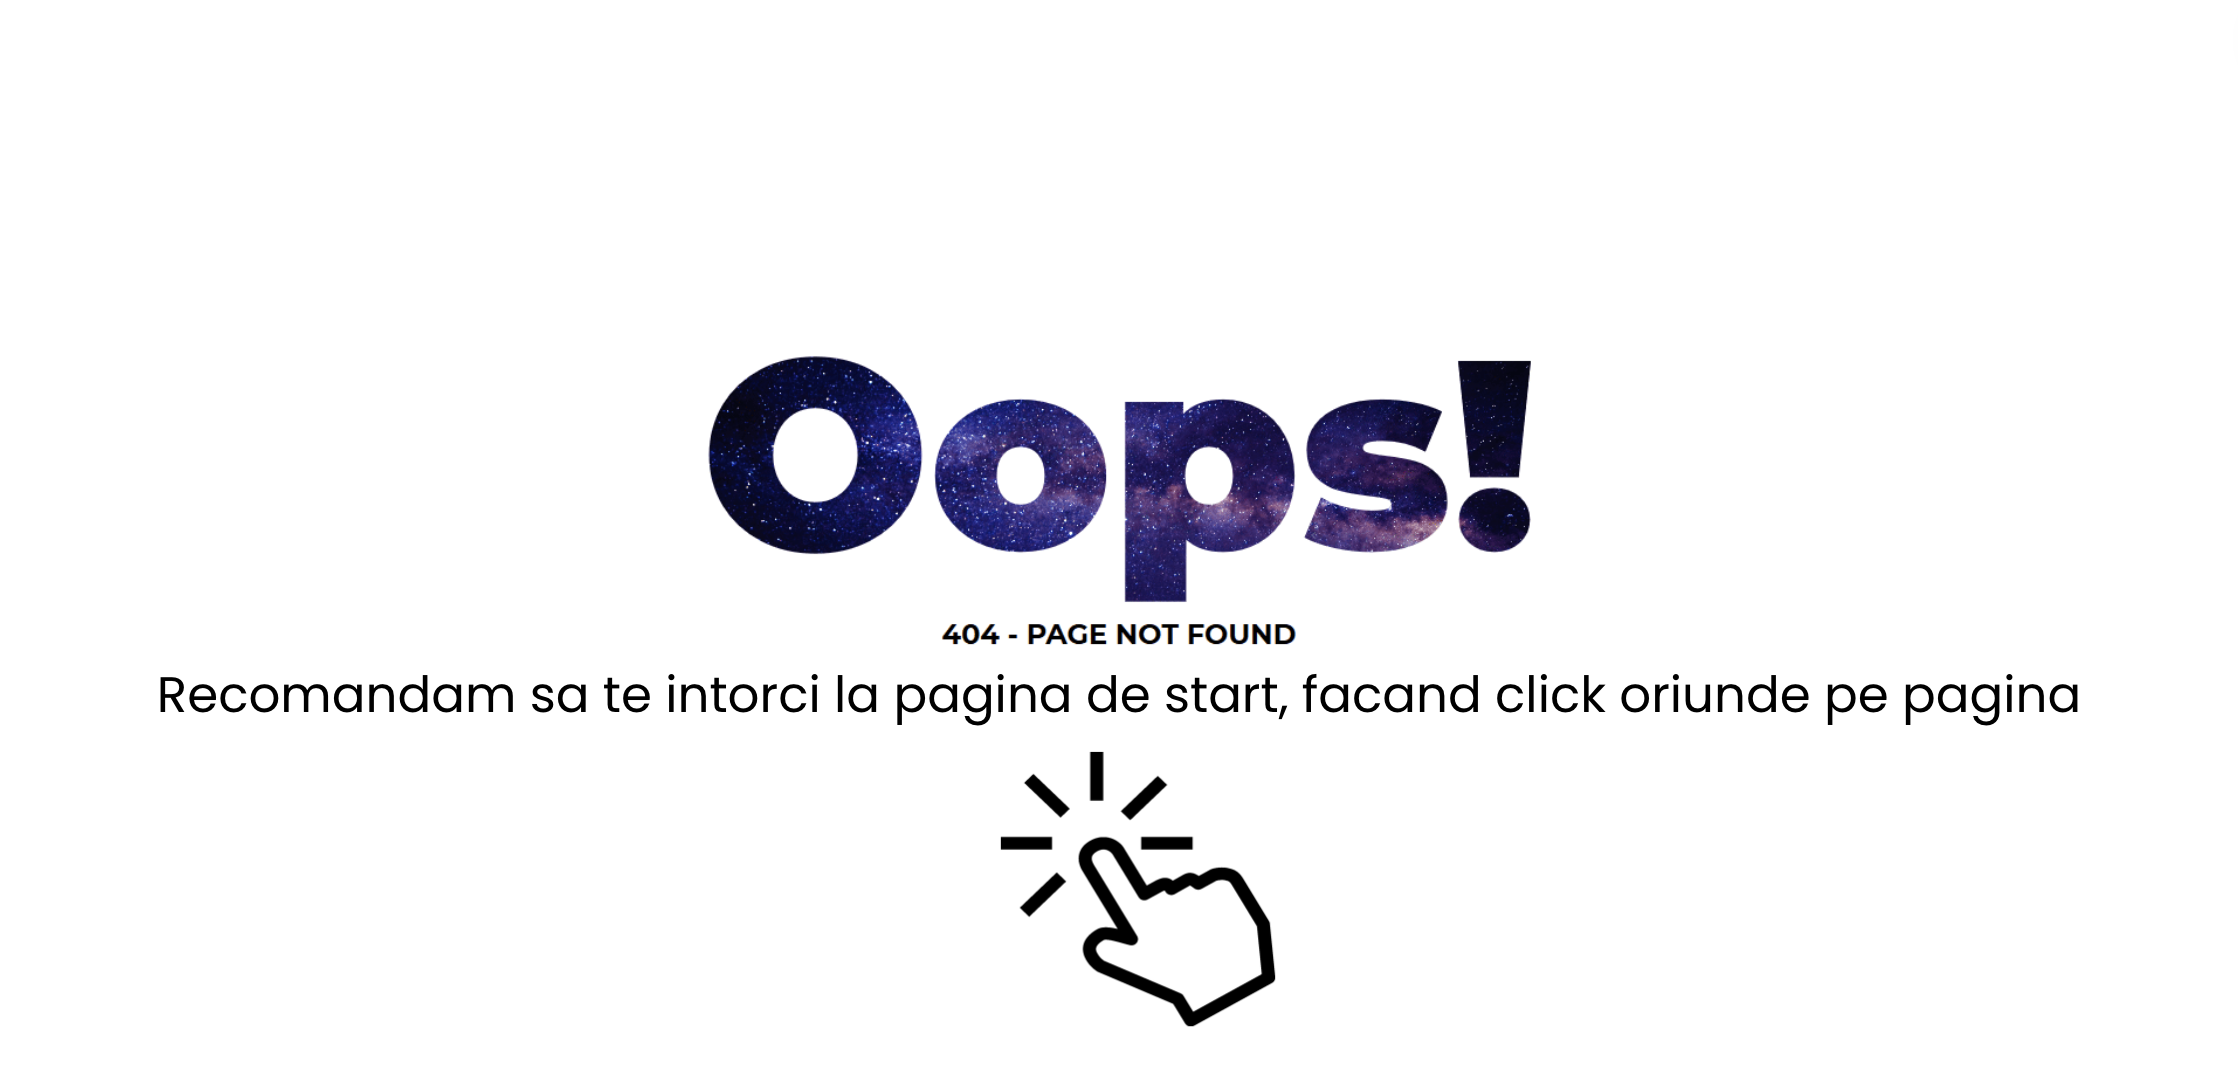 Oops!
404 - PAGE NOT FOUND
Recomandam sa te intorci la pagina de start, facand click oriunde pe pagina